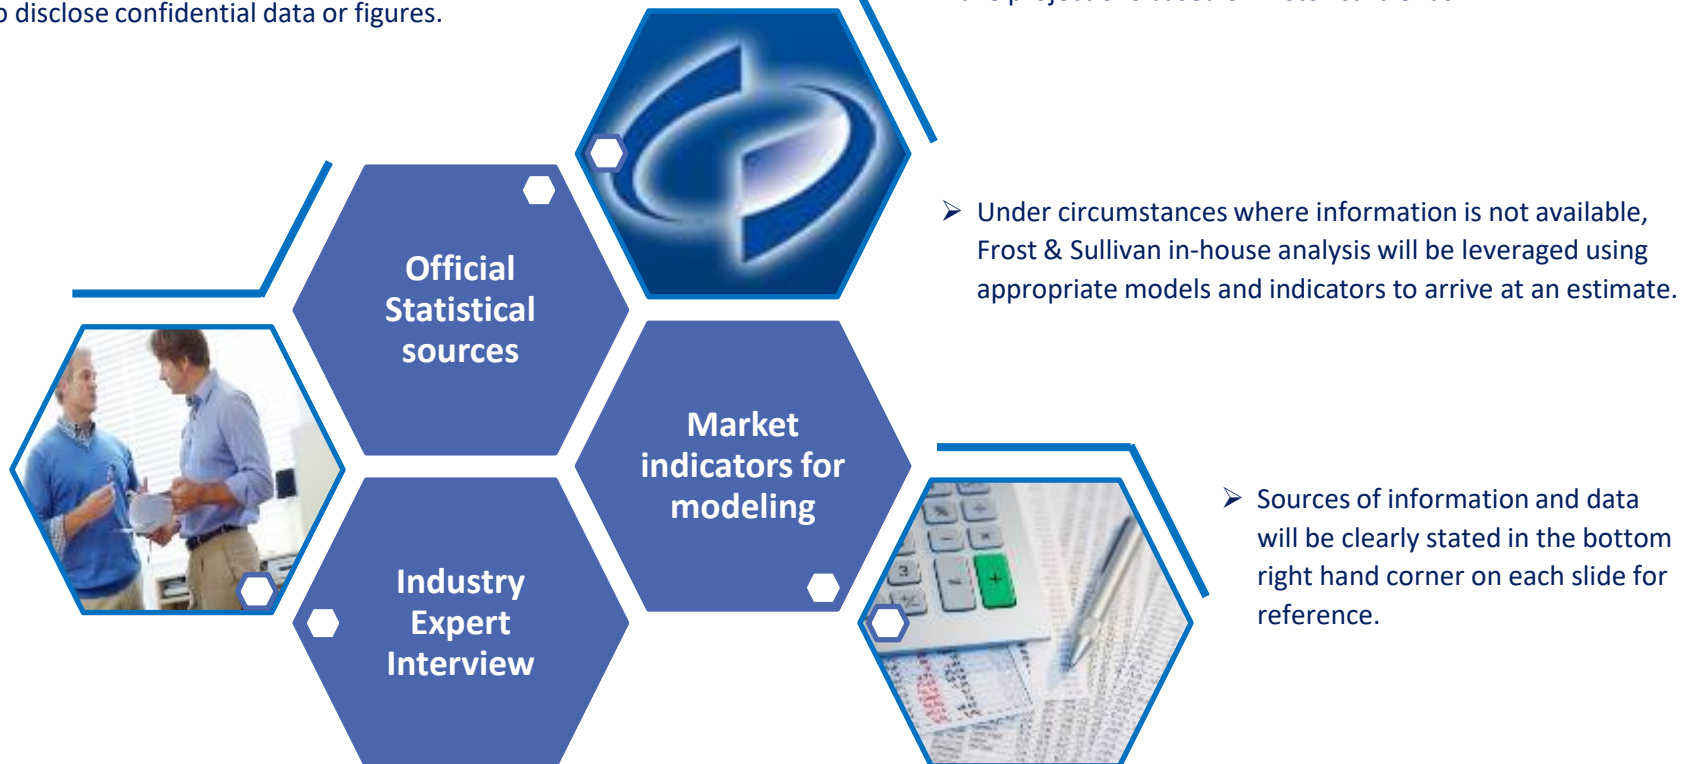 o disclose confidential data or figures.
Official
Statistical
sources
➢ Under circumstances where information is not available,
Frost & Sullivan in-house analysis will be leveraged using
appropriate models and indicators to arrive at an estimate.
Market
indicators for
modeling
➢ Sources of information and data
will be clearly stated in the bottom
right hand corner on each slide for
reference.
Industry
Expert
Interview